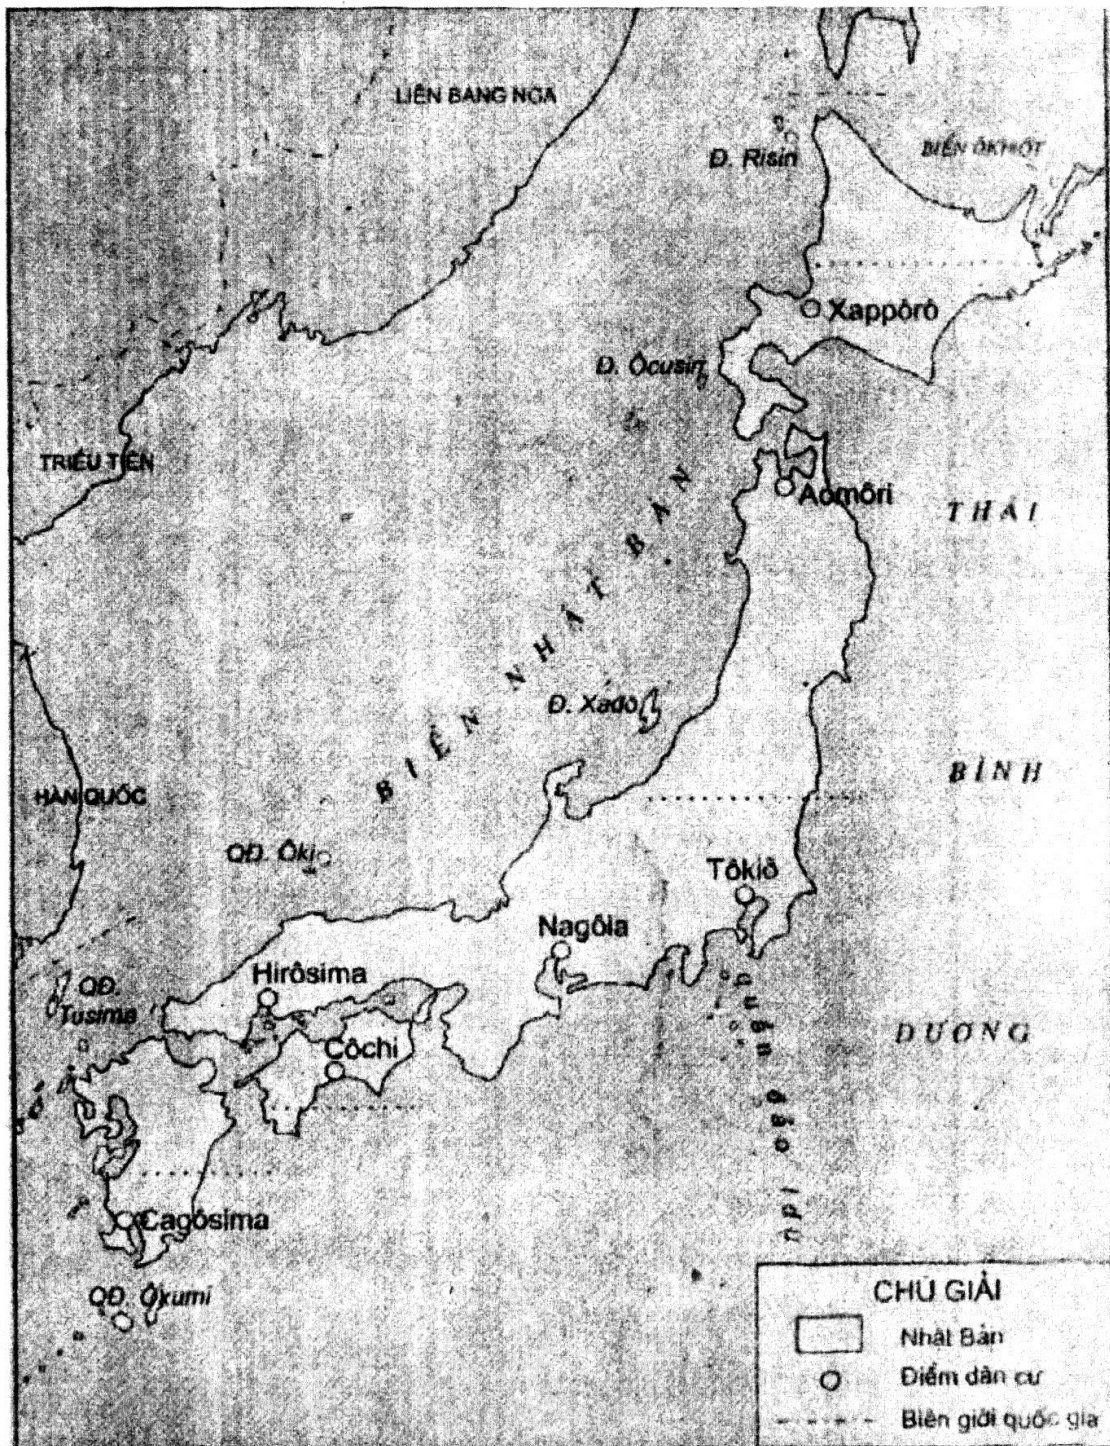 LIÊN BANG NGA
Đ. Risin
BIỂN ÔKHỐT
Xappôrô
Đ. Ôcusin
TRIỀU TIÊN
Aômôri
THÁI
BIỂN NHẬT BẢN
Đ. Xađô
BÌNH
HÀN QUỐC
QĐ. Ôki
Tôkiô
Nagôia
Hirôsima
QĐ.
Tusima
Côchi
DƯƠNG
Cagôsima
QĐ. Ôxumi
CHÚ GIẢI
Nhật Bản
Điểm dân cư
Biên giới quốc gia